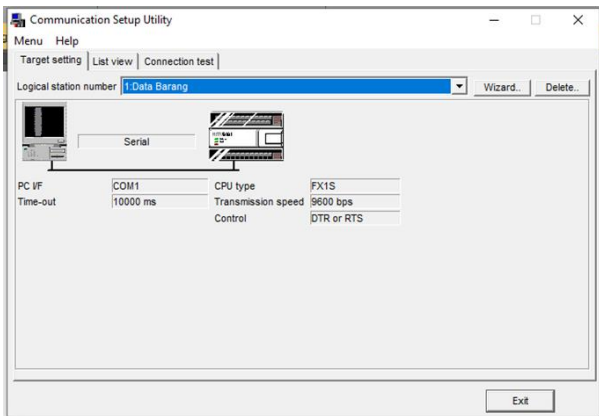 Communication Setup Utility
Menu Help
Target setting List view Connection test
Logical station number 1:Data Barang Wizard.. Delete..
Serial
PC I/F COM1 CPU type FX1S
Time-out 10000 ms Transmission speed 9600 bps
Control DTR or RTS
Exit